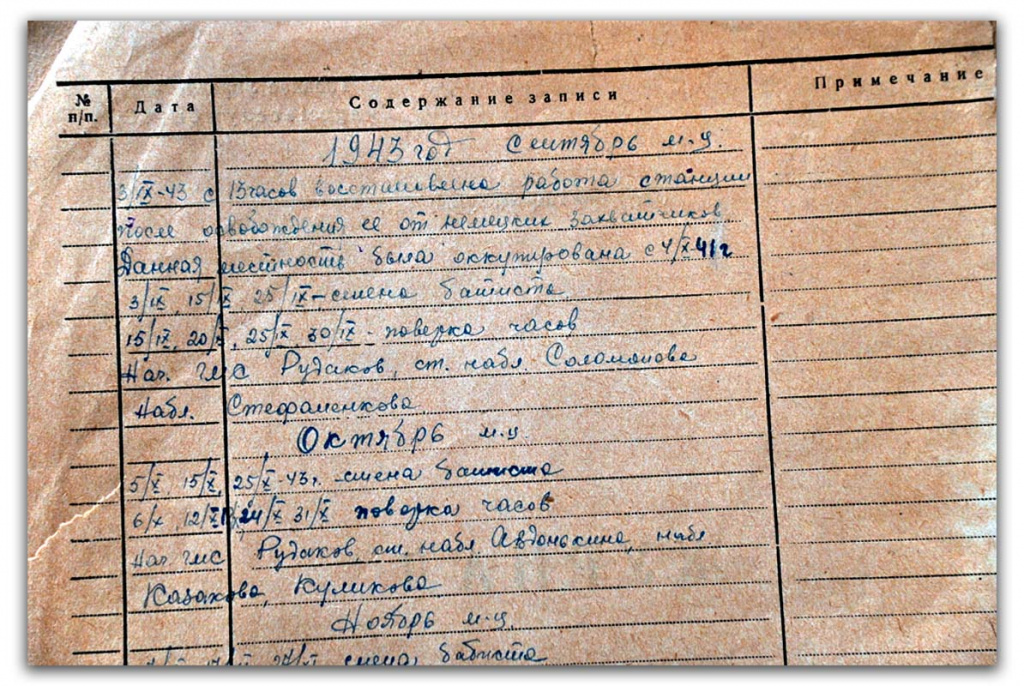 № п/п. Дата Содержание записи Примечание
1943 год Сентябрь м-ц.
3/IX-43 с 13 часов восстановлена работа станции
после освобождения ее от немецких захватчиков.
Данная местность была оккупирована с 4/X 41 г
3/IX, 15/IX, 25/IX - смена батиста
15/IX, 20/IX, 25/IX, 30/IX - поверка часов
Нач. гмс Рудаков, ст. набл. Соломонова
Набл. Стефаненкова
Октябрь м-ц
5/X 15/X, 25/X-43 г. смена батиста
6/X, 12/X, 24/X 31/X поверка часов
Нач гмс Рудаков, ст. набл Авдонькина, набл
Казакова, Куликова
Ноябрь м-ц
смена батиста